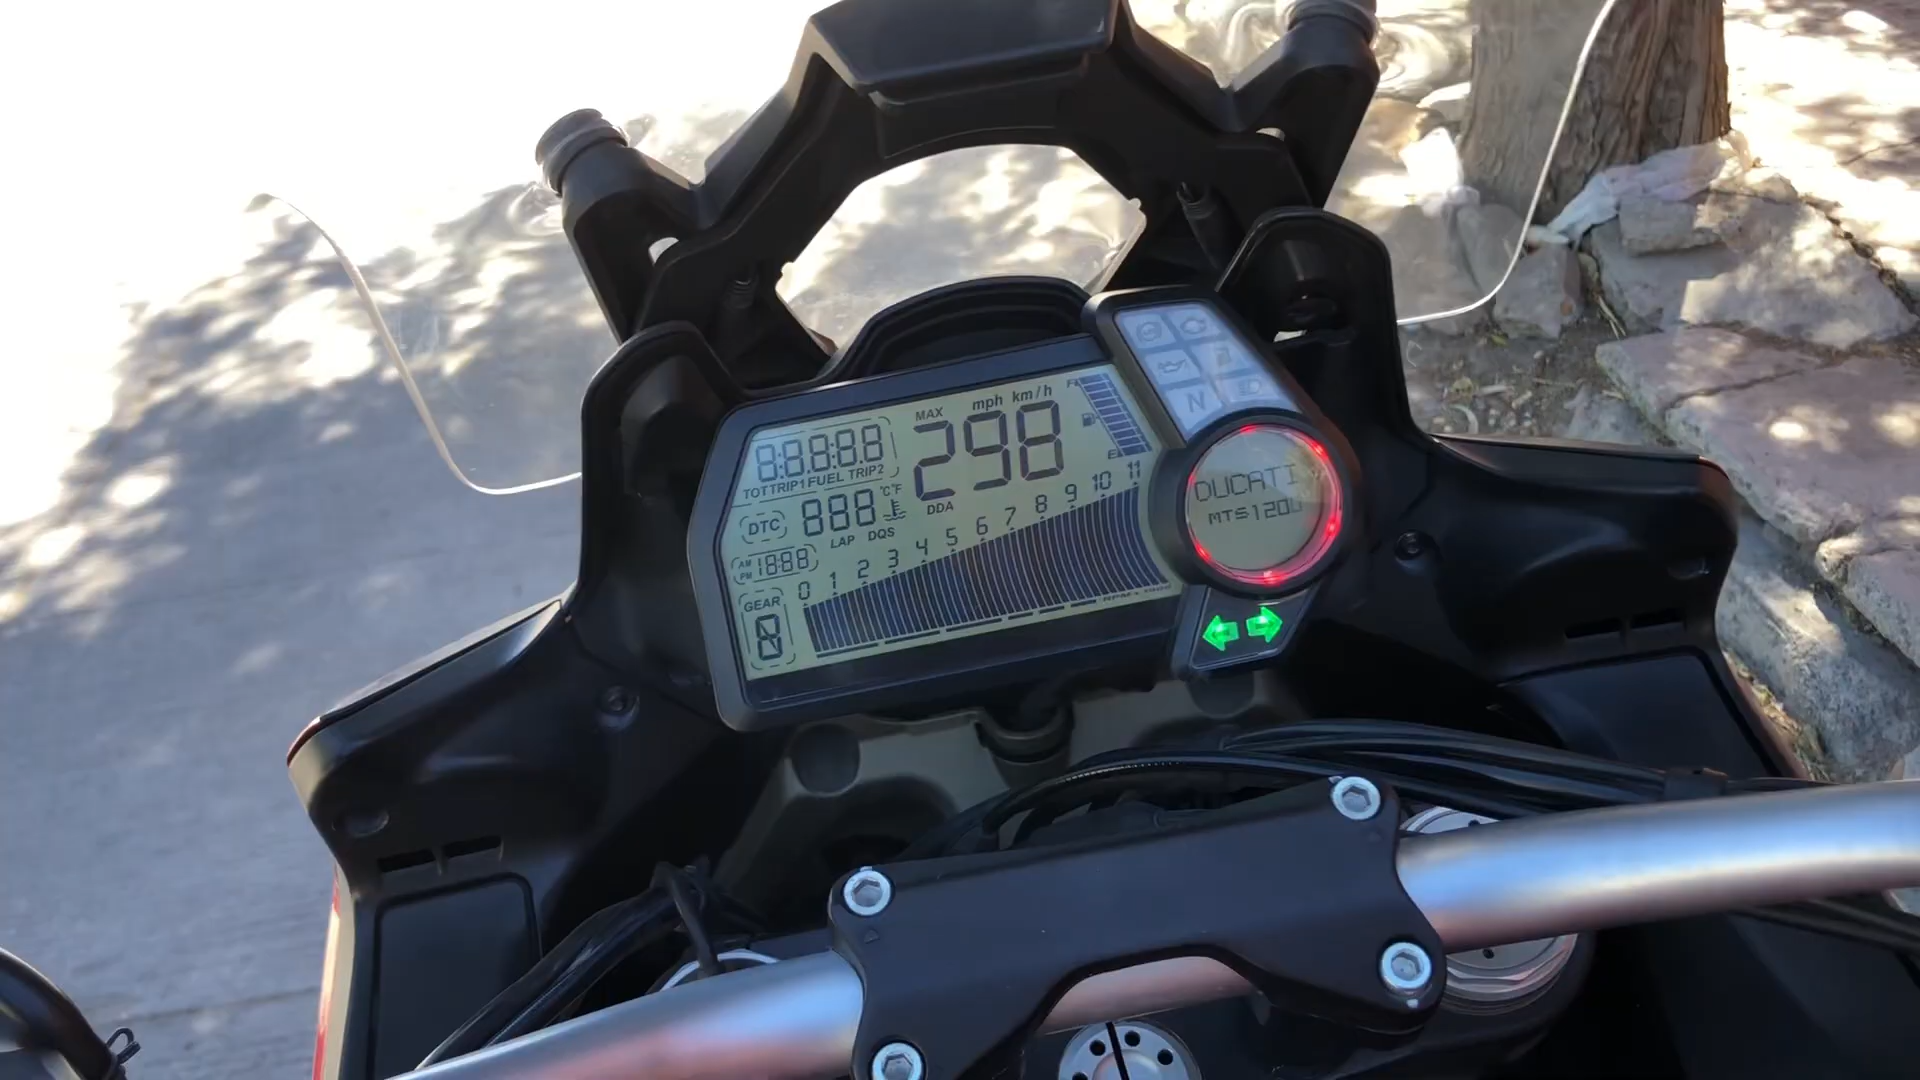 MAX mph km/h
298
8:8.8.8.8
TOT TRIP1 FUEL TRIP2
DTC
888 °C°F
DDA
LAP DQS
AM PM 18:88
GEAR
8
0 1 2 3 4 5 6 7 8 9 10 11
F
E
N
DUCATI
MTS1200